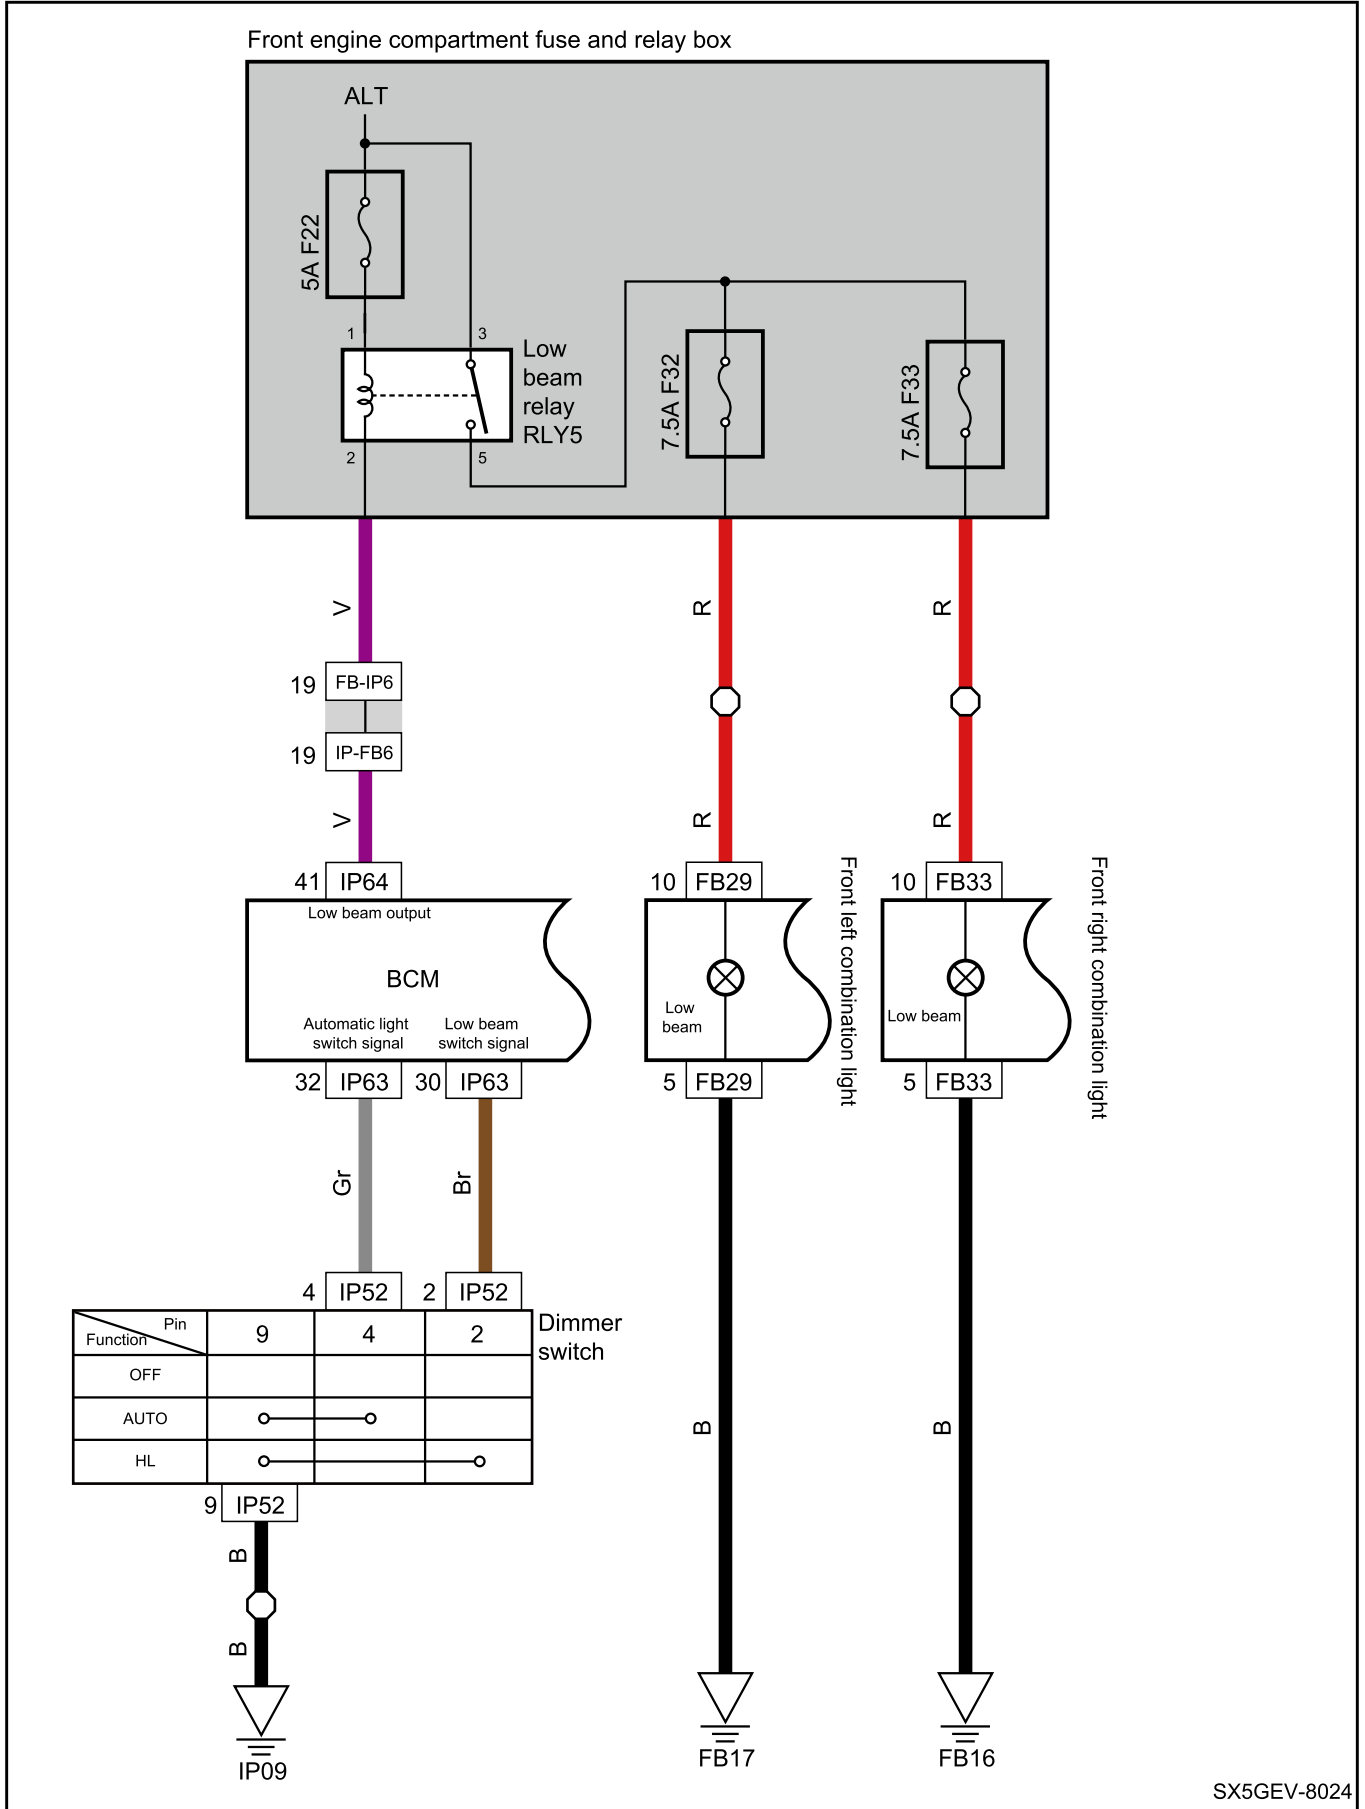 Front engine compartment fuse and relay box
ALT
5A F22
1
3
Low
beam
relay
RLY5
2
5
7.5A F32
7.5A F33
V
R
R
19
FB-IP6
19
IP-FB6
V
R
R
41
IP64
10
FB29
10
FB33
Low beam output
BCM
Automatic light
switch signal
Low beam
switch signal
Low
beam
Front left combination light
Low beam
Front right combination light
32
IP63
30
IP63
5
FB29
5
FB33
Gr
Br
4
IP52
2
IP52
Dimmer
switch
Pin
Function
9
4
2
OFF
AUTO
HL
B
B
9
IP52
B
B
IP09
FB17
FB16
SX5GEV-8024